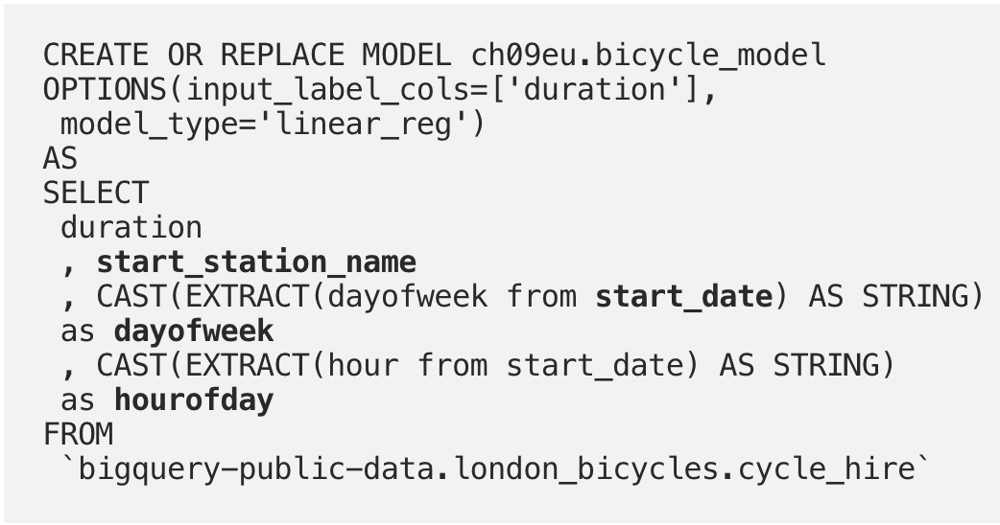 CREATE OR REPLACE MODEL ch09eu.bicycle_model
OPTIONS(input_label_cols=['duration'],
 model_type='linear_reg')
AS
SELECT
 duration
 , start_station_name
 , CAST(EXTRACT(dayofweek from start_date) AS STRING)
 as dayofweek
 , CAST(EXTRACT(hour from start_date) AS STRING)
 as hourofday
FROM
 `bigquery-public-data.london_bicycles.cycle_hire`